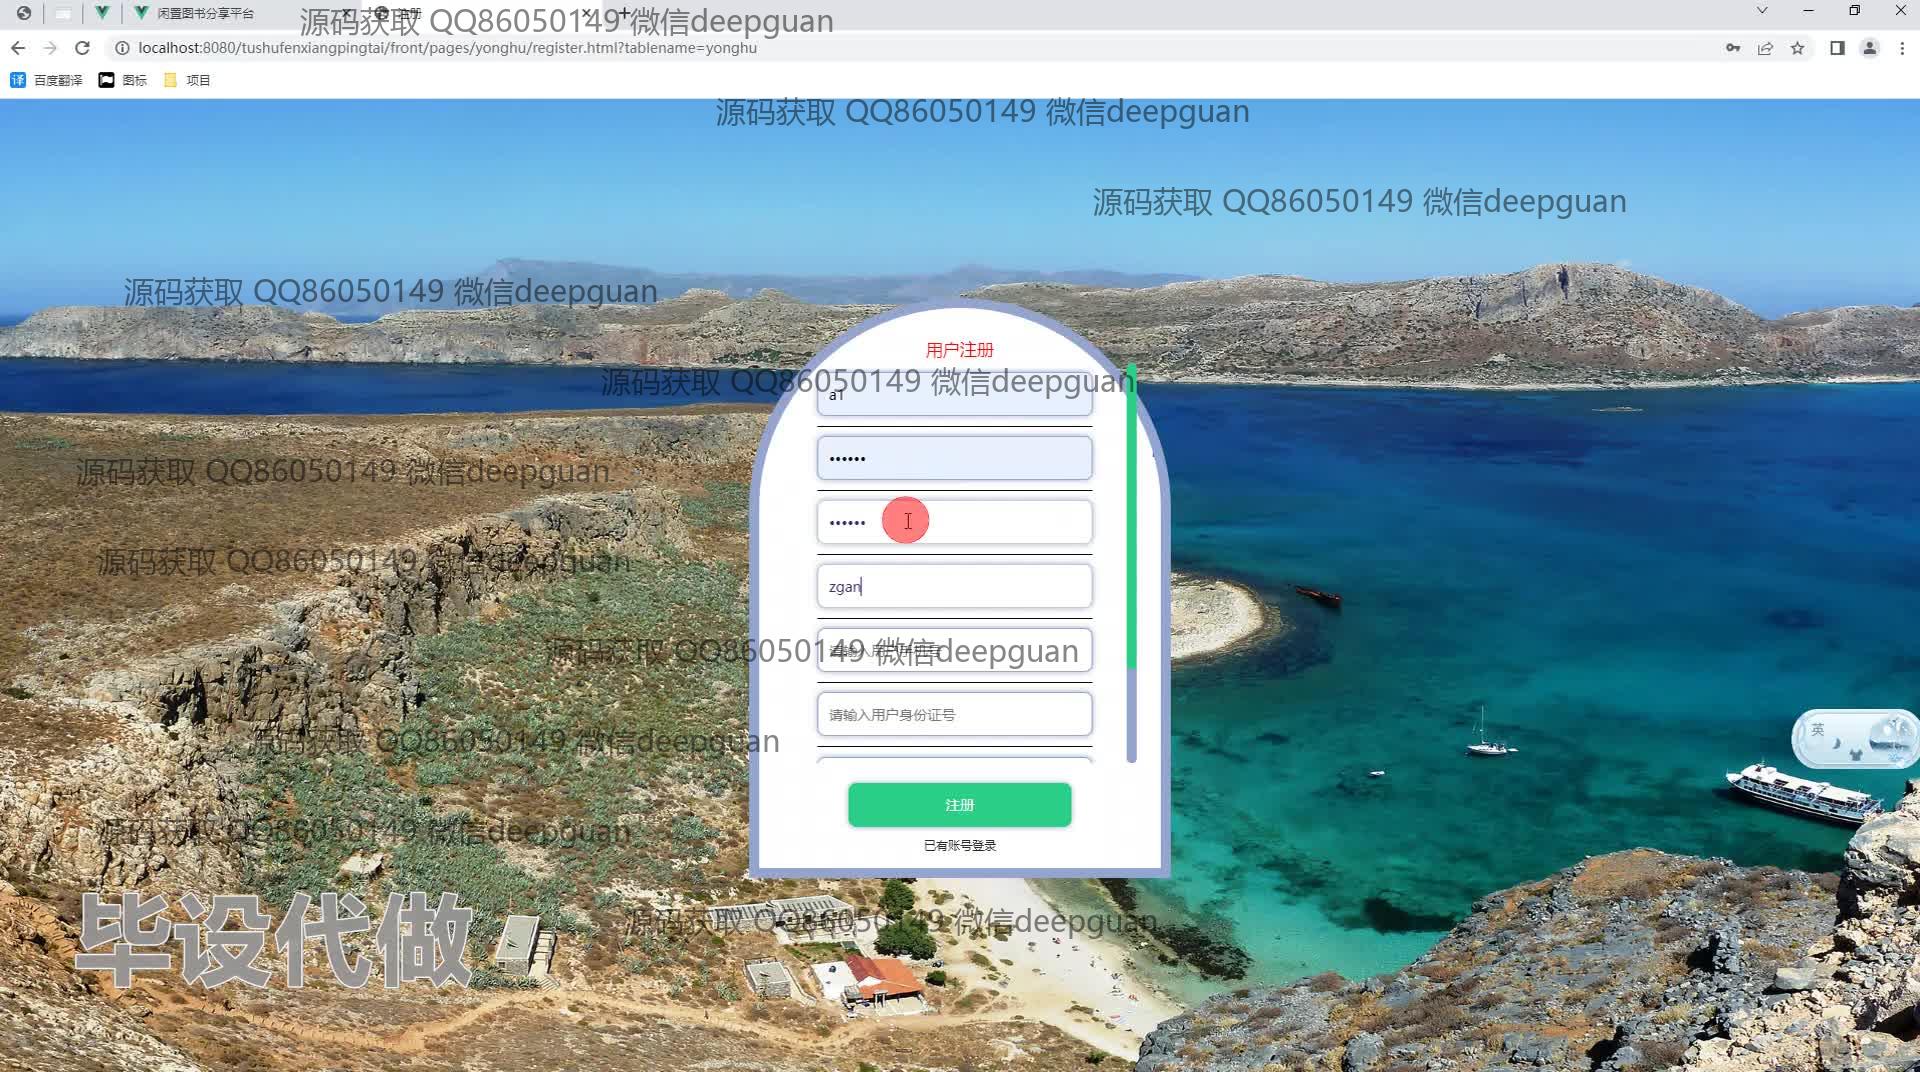 闲置图书分享平台
注册
源码获取 QQ86050149 微信deepguan
localhost:8080/tushufenxiangpingtai/front/pages/yonghu/register.html?tablename=yonghu
译 百度翻译 图标 项目
源码获取 QQ86050149 微信deepguan
源码获取 QQ86050149 微信deepguan
源码获取 QQ86050149 微信deepguan
用户注册
源码获取 QQ86050149 微信deepguan
a1
••••••
源码获取 QQ86050149 微信deepguan
••••••
源码获取 QQ86050149 微信deepguan
zgan
源码获取 QQ86050149 微信deepguan
请输入用户身份证号
英
源码获取 QQ86050149 微信deepguan
注册
源码获取 QQ86050149 微信deepguan
已有账号登录
源码获取 QQ86050149 微信deepguan
毕设代做